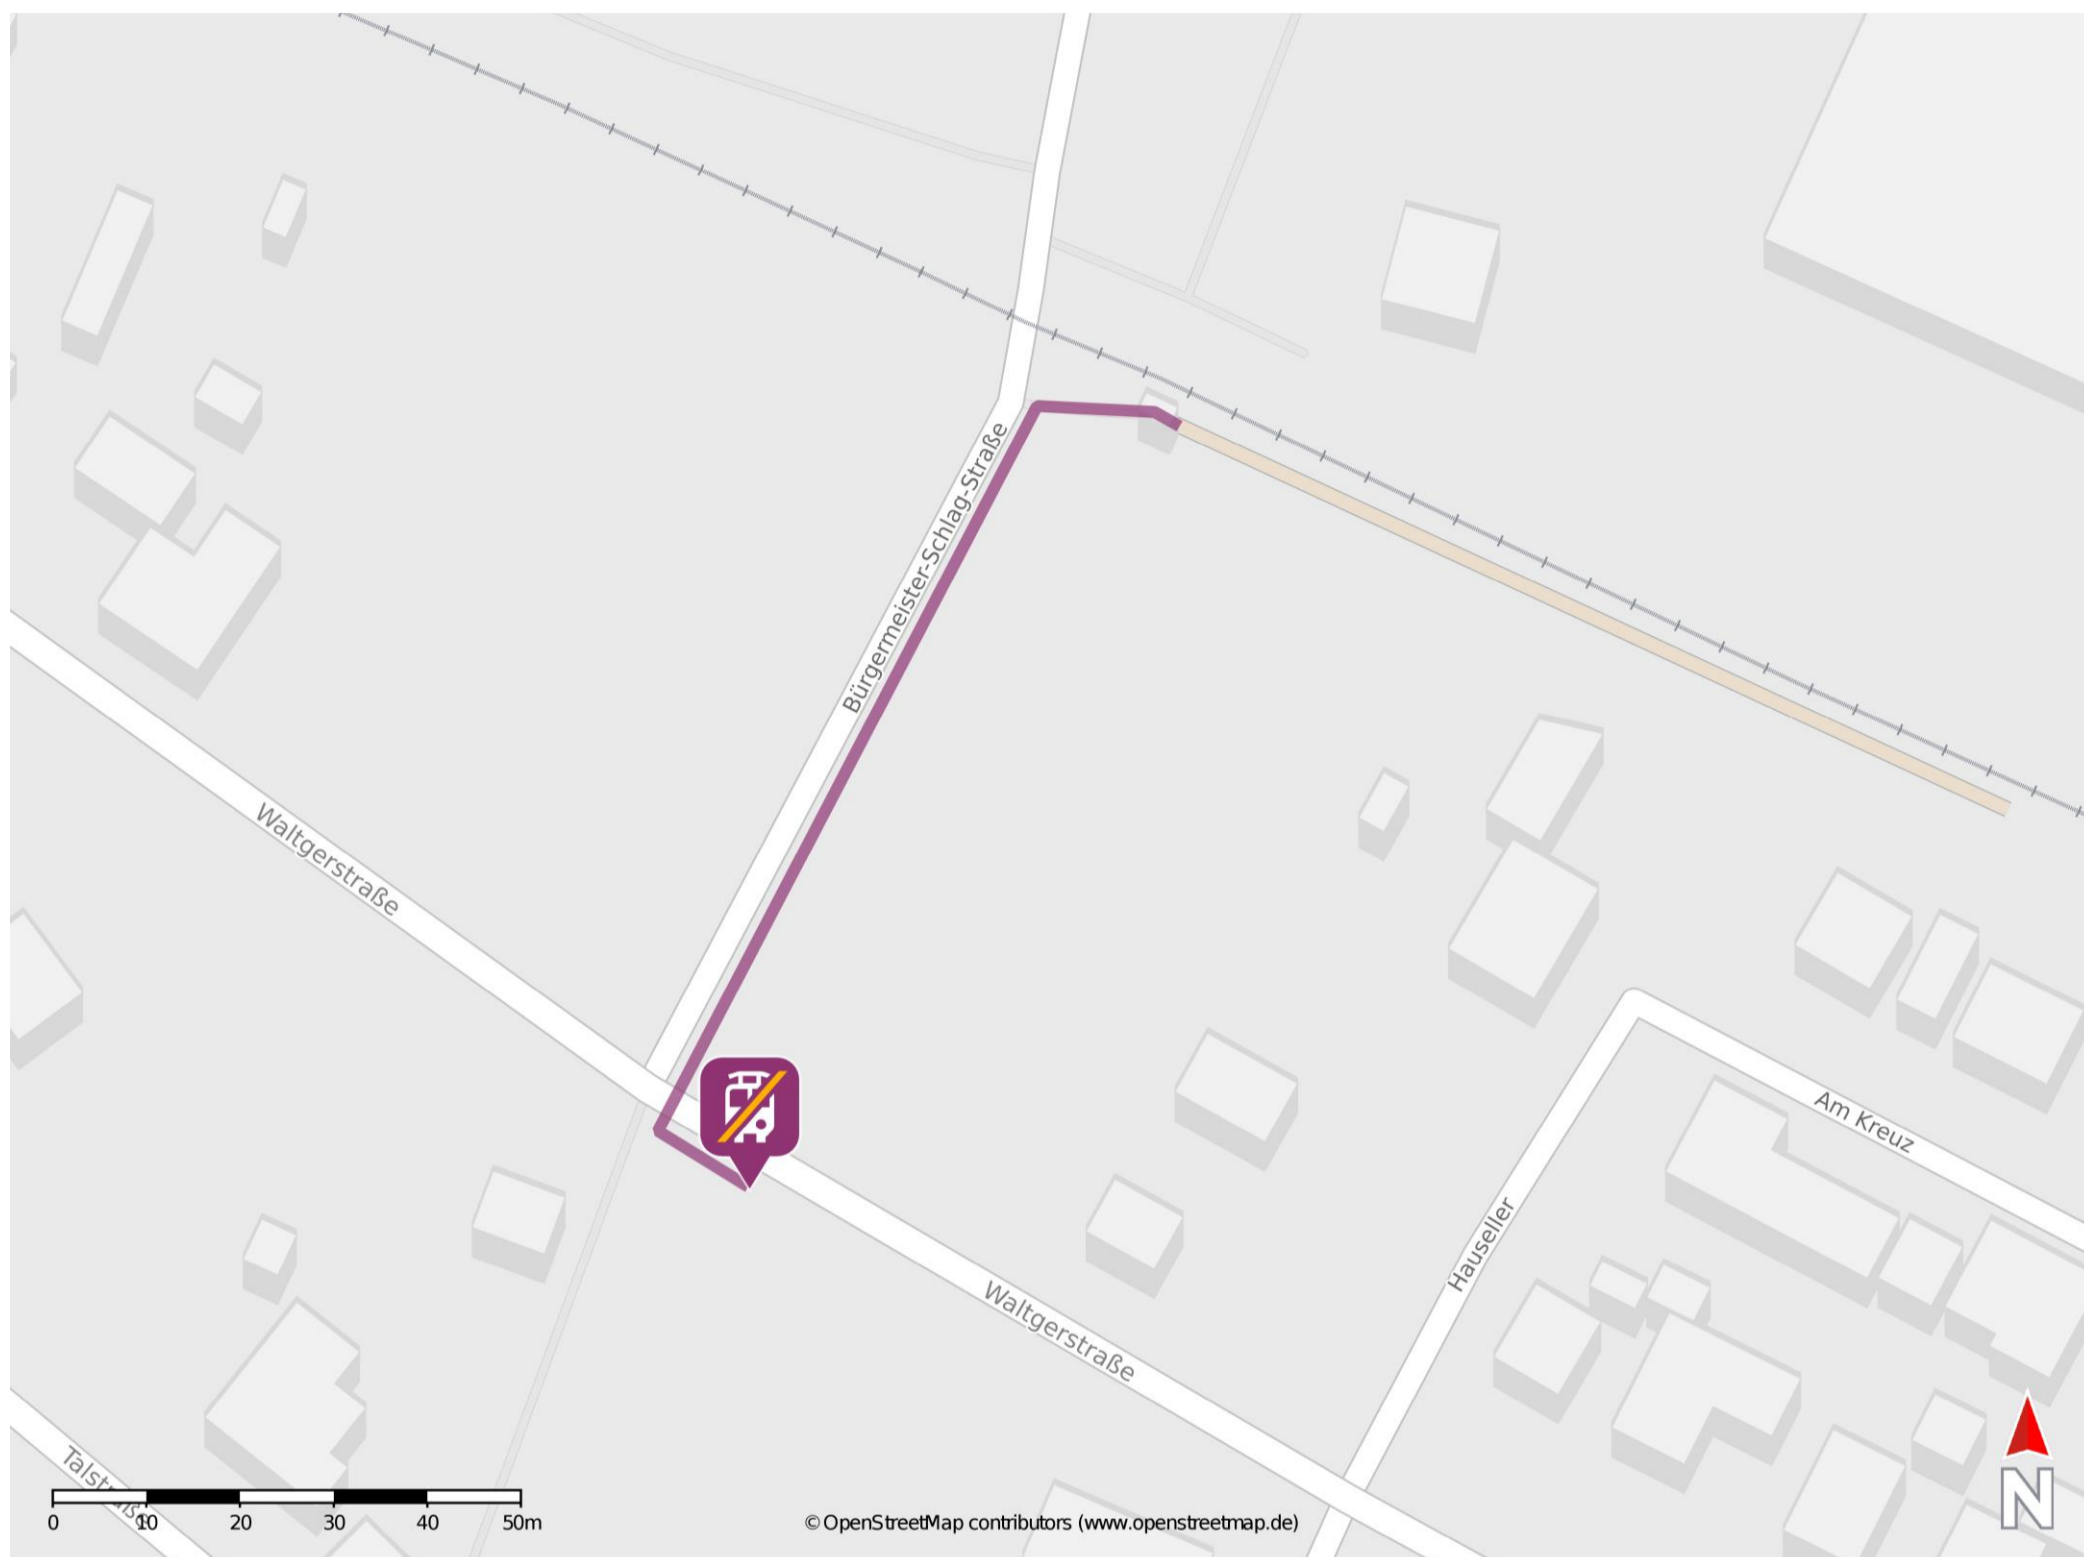 Bürgermeister-Schlag-Straße
Waltgerstraße
Am Kreuz
Hauseller
Waltgerstraße
Talstraße
0 10 20 30 40 50m
© OpenStreetMap contributors (www.openstreetmap.de)
N